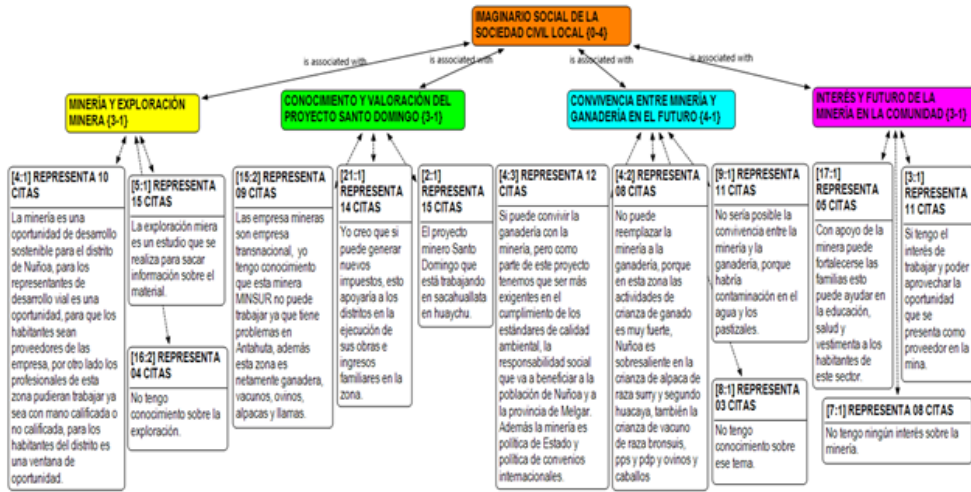 IMAGINARIO SOCIAL DE LA
SOCIEDAD CIVIL LOCAL {0-4}
is associated with
is associated with
is associated with
is associated with
MINERÍA Y EXPLORACIÓN
MINERA {3-1}
CONOCIMIENTO Y VALORACIÓN DEL
PROYECTO SANTO DOMINGO {3-1}
CONVIVENCIA ENTRE MINERÍA Y
GANADERÍA EN EL FUTURO {4-1}
INTERÉS Y FUTURO DE LA
MINERÍA EN LA COMUNIDAD {3-1}
[4:1] REPRESENTA 10
CITAS
La minería es una
oportunidad de desarrollo
sostenible para el distrito
de Nuñoa, para los
representantes de
desarrollo vial es una
oportunidad, para que los
habitantes sean
proveedores de las
empresa, por otro lado los
profesionales de esta
zona pudieran trabajar ya
sea con mano calificada o
no calificada, para los
habitantes del distrito es
una ventana de
oportunidad.
[5:1] REPRESENTA
15 CITAS
La exploración miera
es un estudio que se
realiza para sacar
información sobre el
material.
[16:2] REPRESENTA
04 CITAS
No tengo
conocimiento sobre la
exploración.
[15:2] REPRESENTA
09 CITAS
Las empresa mineras
son empresa
transnacional, yo
tengo conocimiento
que esta minera
MINSUR no puede
trabajar ya que tiene
problemas en
Antahuta, además
esta zona es
netamente ganadera,
vacunos, ovinos,
alpacas y llamas.
[21:1]
REPRESENTA
14 CITAS
Yo creo que si
puede generar
nuevos
impuestos, esto
apoyaría a los
distritos en la
ejecución de
sus obras e
ingresos
familiares en la
zona.
[2:1]
REPRESENTA
15 CITAS
El proyecto
minero Santo
Domingo que
está trabajando
en sacahuallata
en huaychu.
[4:3] REPRESENTA 12
CITAS
Si puede convivir la
ganadería con la
minería, pero como
parte de este proyecto
tenemos que ser más
exigentes en el
cumplimiento de los
estándares de calidad
ambiental, la
responsabilidad social
que va a beneficiar a la
población de Nuñoa y a
la provincia de Melgar.
Además la minería es
política de Estado y
política de convenios
internacionales.
[4:2] REPRESENTA
08 CITAS
No puede
reemplazar la
minería a la
ganadería, porque
en esta zona las
actividades de
crianza de ganado
es muy fuerte,
Nuñoa es
sobresaliente en la
crianza de alpaca de
raza surry y segundo
huacaya, también la
crianza de vacuno
de raza bronsuis,
pps y pdp y ovinos y
caballos
[9:1] REPRESENTA
11 CITAS
No sería posible la
convivencia entre la
minería y la
ganadería, porque
habría
contaminación en el
agua y los
pastizales.
[8:1] REPRESENTA
03 CITAS
No tengo
conocimiento sobre
ese tema.
[17:1]
REPRESENTA
05 CITAS
Con apoyo de la
minera puede
fortalecerse las
familias esto
puede ayudar en
la educación,
salud y
vestimenta a los
habitantes de
este sector.
[3:1]
REPRESENTA
11 CITAS
Si tengo el
interés de
trabajar y poder
aprovechar la
oportunidad
que se
presenta como
proveedor en la
mina.
[7:1] REPRESENTA 08 CITAS
No tengo ningún interés sobre la
minería.